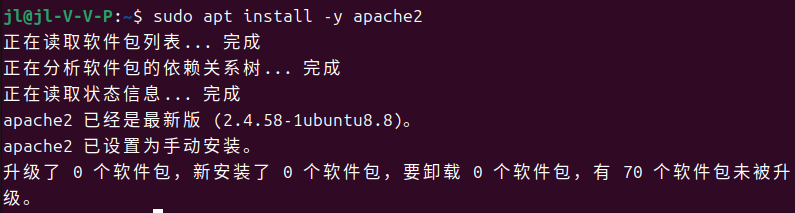 jl@jl-V-V-P:~$ sudo apt install -y apache2
正在读取软件包列表... 完成
正在分析软件包的依赖关系树... 完成
正在读取状态信息... 完成
apache2 已经是最新版 (2.4.58-1ubuntu8.8)。
apache2 已设置为手动安装。
升级了 0 个软件包，新安装了 0 个软件包，要卸载 0 个软件包，有 70 个软件包未被升
级。